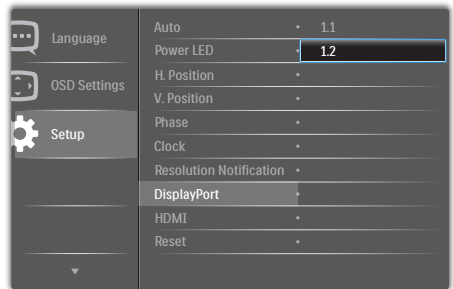 Language
OSD Settings
Setup
Auto • 1.1
Power LED • 1.2
H. Position •
V. Position •
Phase •
Clock •
Resolution Notification •
DisplayPort •
HDMI •
Reset •